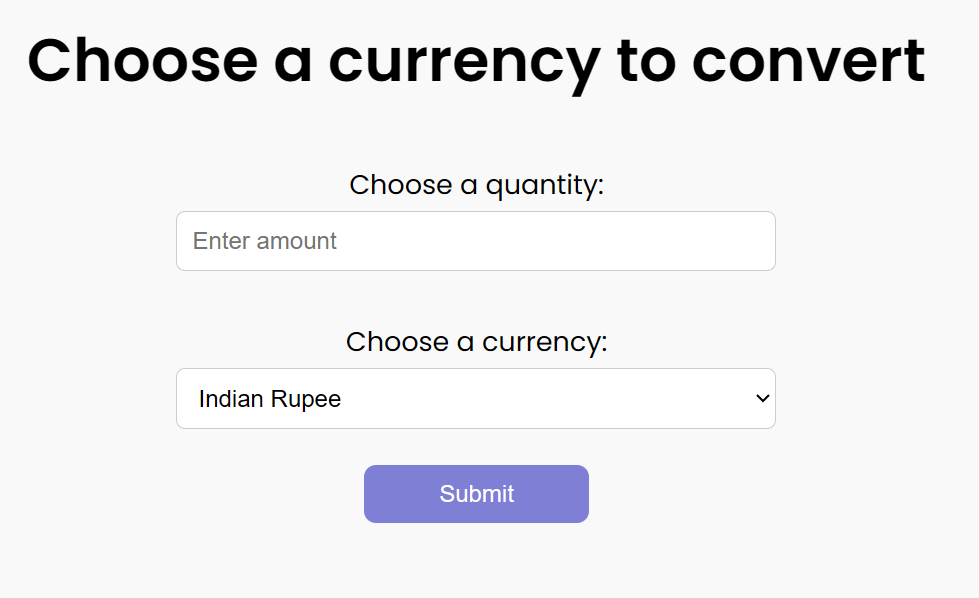 Choose a currency to convert
Choose a quantity:
Enter amount
Choose a currency:
Indian Rupee
Submit